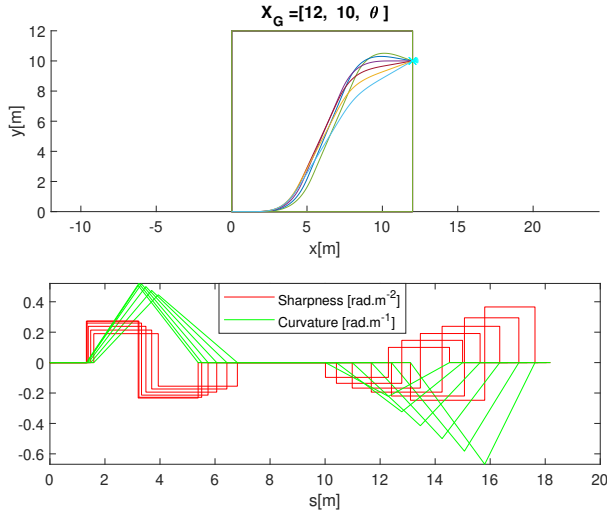 X_G =[12, 10, θ ]
12
10
8
6
4
2
0
y[m]
-10 -5 0 5 10 15 20
x[m]
0.4
0.2
0
-0.2
-0.4
-0.6
Sharpness [rad.m⁻²]
Curvature [rad.m⁻¹]
0 2 4 6 8 10 12 14 16 18 20
s[m]